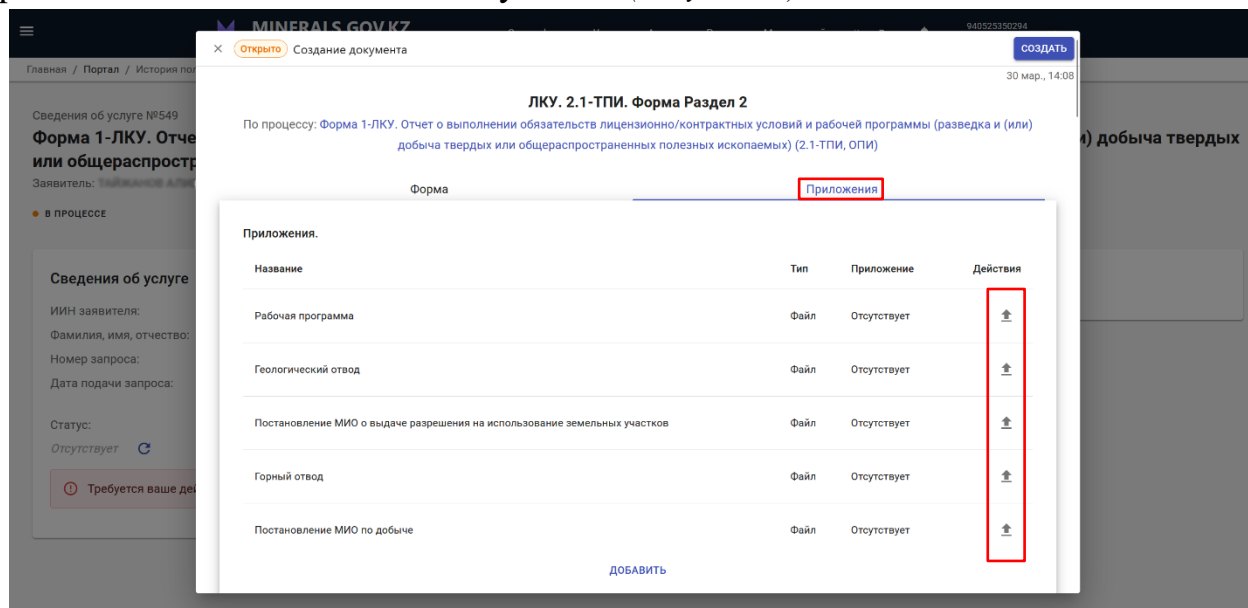 MINERALS.GOV.KZ
940525350294
× Открыто Создание документа
СОЗДАТЬ
Главная / Портал / История
30 мар., 14:08
ЛКУ. 2.1-ТПИ. Форма Раздел 2
Сведения об услуге №549
По процессу: Форма 1-ЛКУ. Отчет о выполнении обязательств лицензионно/контрактных условий и рабочей программы (разведка и (или)
добыча твердых или общераспространенных полезных ископаемых) (2.1-ТПИ, ОПИ)
Форма 1-ЛКУ. Отче
и) добыча твердых
или общераспростр
Заявитель:
Форма
Приложения
В ПРОЦЕССЕ
Приложения.
Название
Тип
Приложение
Действия
Сведения об услуге
ИИН заявителя:
Рабочая программа
Файл
Отсутствует
Фамилия, имя, отчество:
Номер запроса:
Геологический отвод
Файл
Отсутствует
Дата подачи запроса:
Постановление МИО о выдаче разрешения на использование земельных участков
Файл
Отсутствует
Статус:
Отсутствует
Горный отвод
Файл
Отсутствует
Требуется ваше дей
Постановление МИО по добыче
Файл
Отсутствует
ДОБАВИТЬ